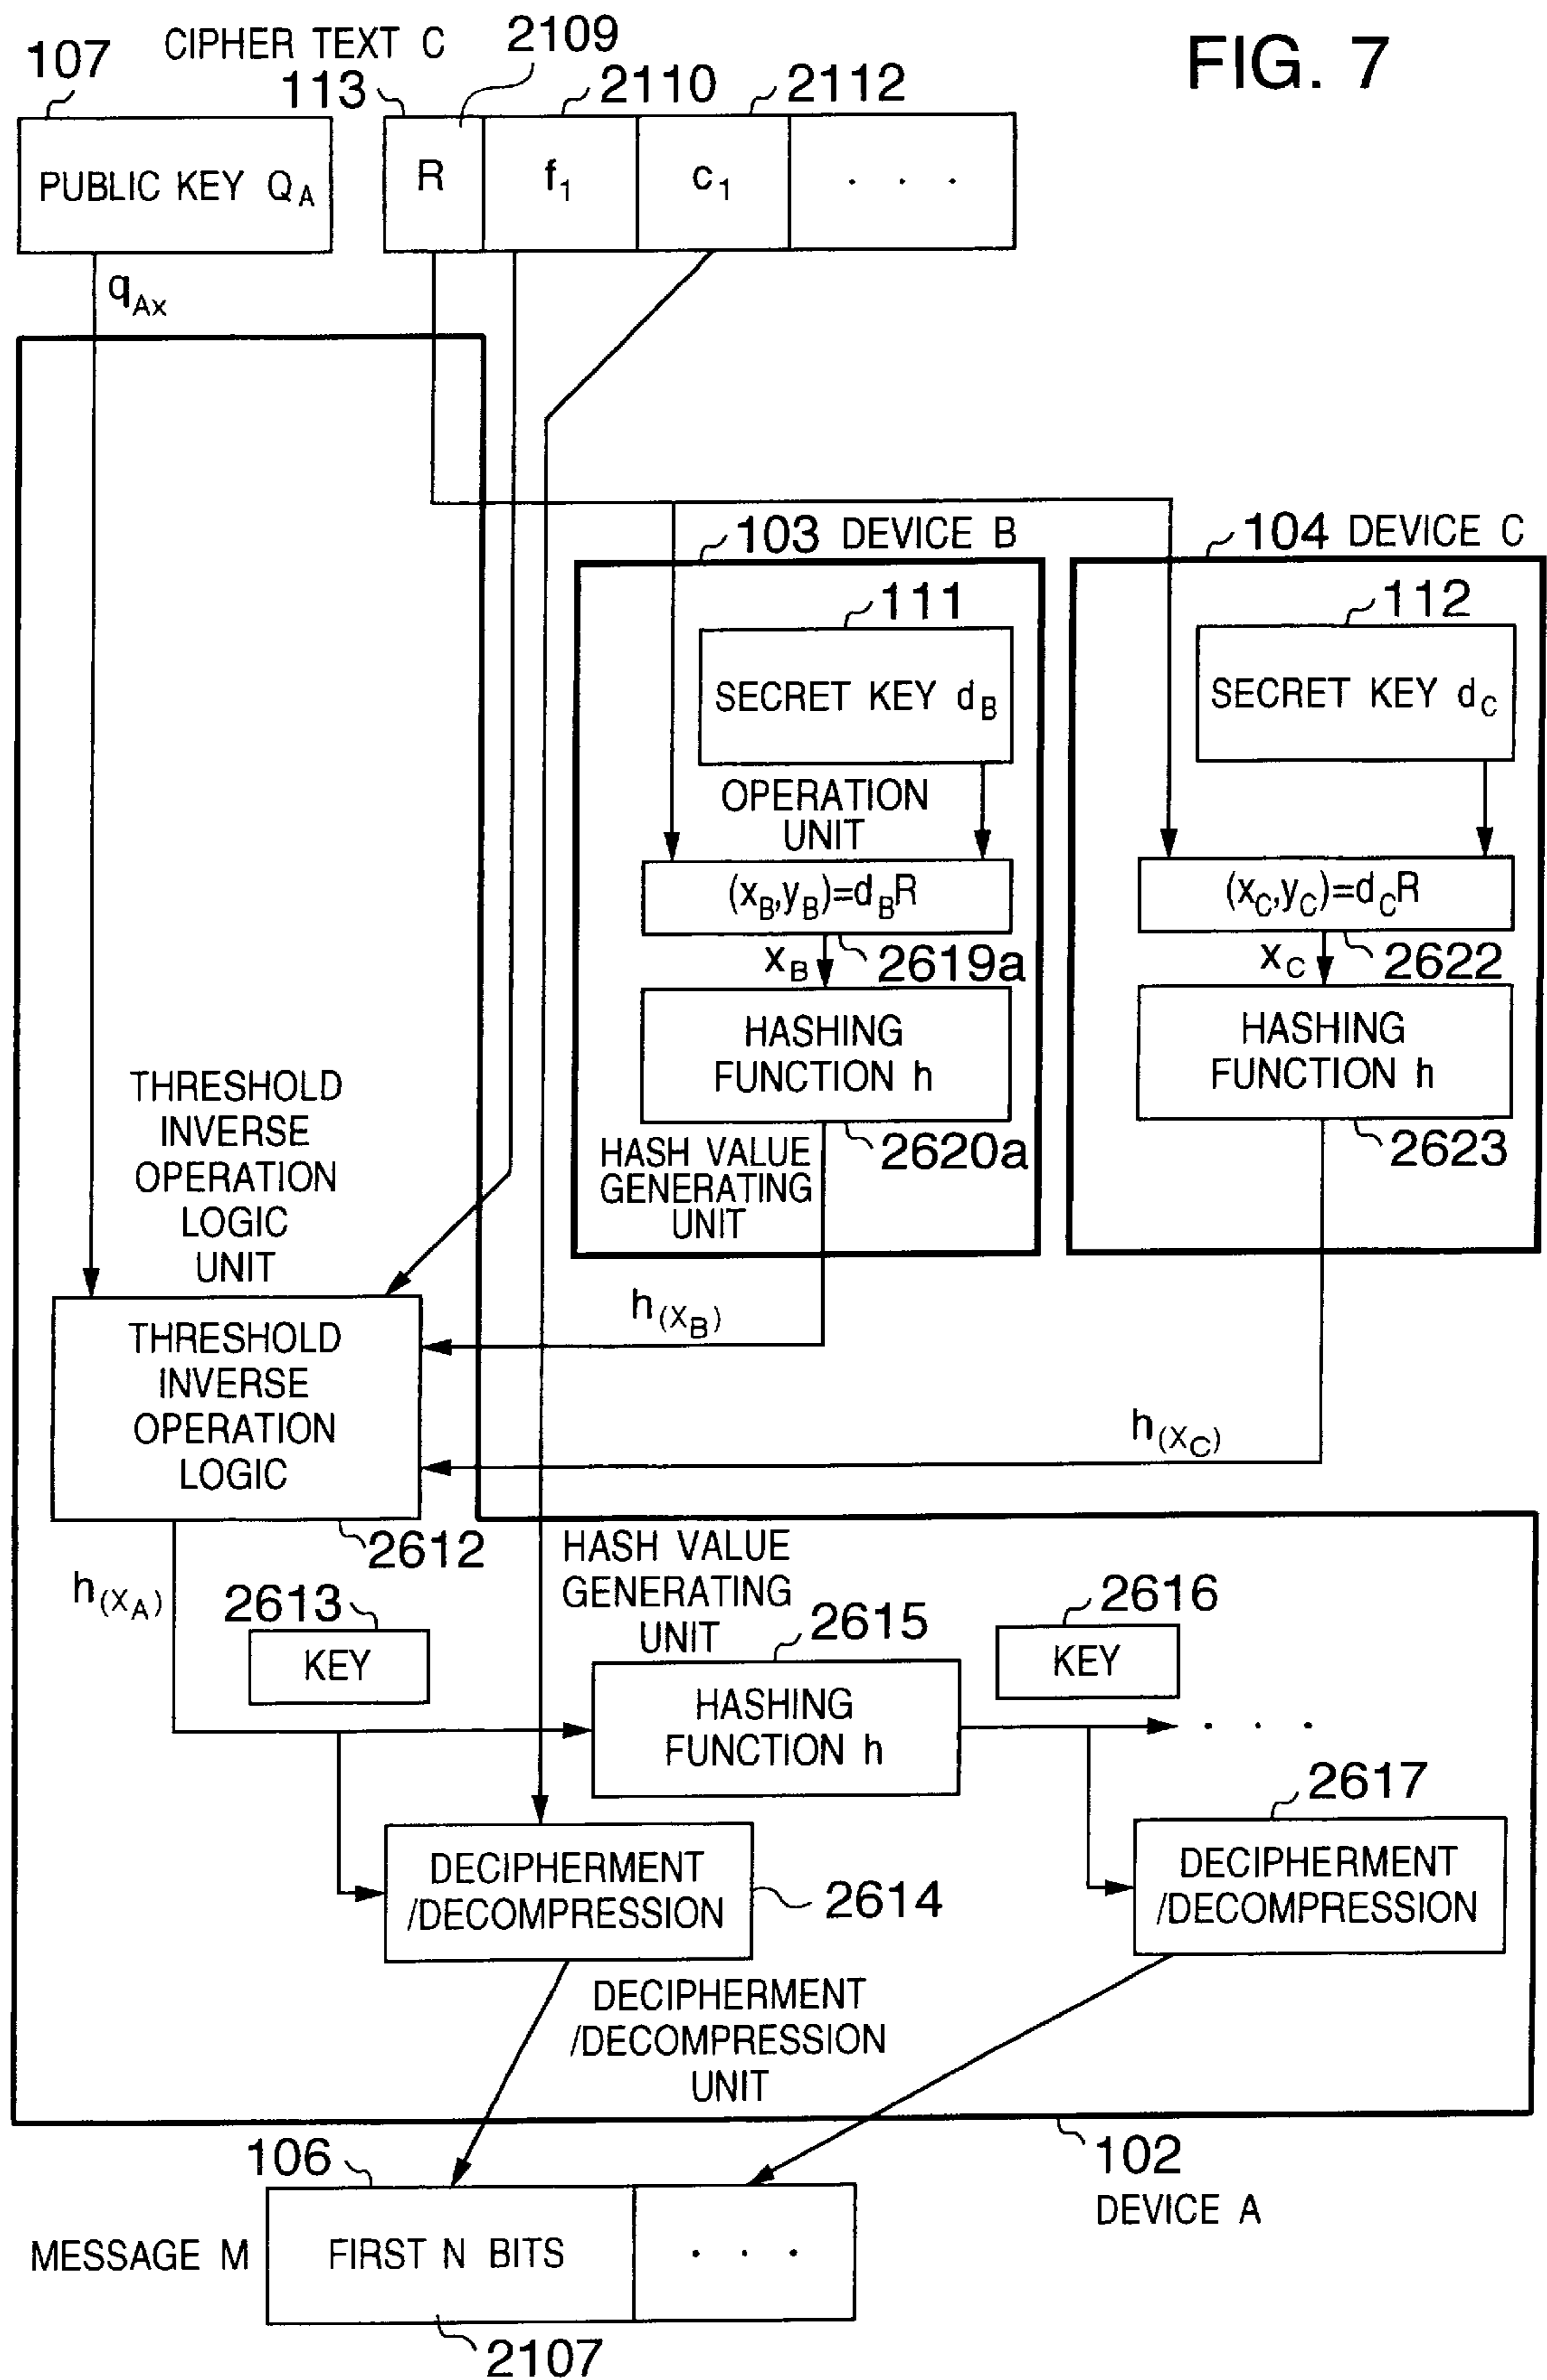 FIG. 7
CIPHER TEXT C
107
113
2109
2110
2112
PUBLIC KEY QA
R
f1
c1
. . .
qAx
103 DEVICE B
104 DEVICE C
111
112
SECRET KEY dB
SECRET KEY dC
OPERATION
UNIT
(xB,yB)=dBR
(xC,yC)=dCR
xB
2619a
xC
2622
HASHING
FUNCTION h
HASHING
FUNCTION h
2620a
2623
HASH VALUE
GENERATING
UNIT
THRESHOLD
INVERSE
OPERATION
LOGIC
UNIT
THRESHOLD
INVERSE
OPERATION
LOGIC
h(xB)
h(xC)
2612
h(xA)
2613
KEY
HASH VALUE
GENERATING
UNIT
2615
HASHING
FUNCTION h
2616
KEY
. . .
2617
DECIPHERMENT
/DECOMPRESSION
2614
DECIPHERMENT
/DECOMPRESSION
DECIPHERMENT
/DECOMPRESSION
UNIT
102
DEVICE A
106
MESSAGE M
FIRST N BITS
. . .
2107